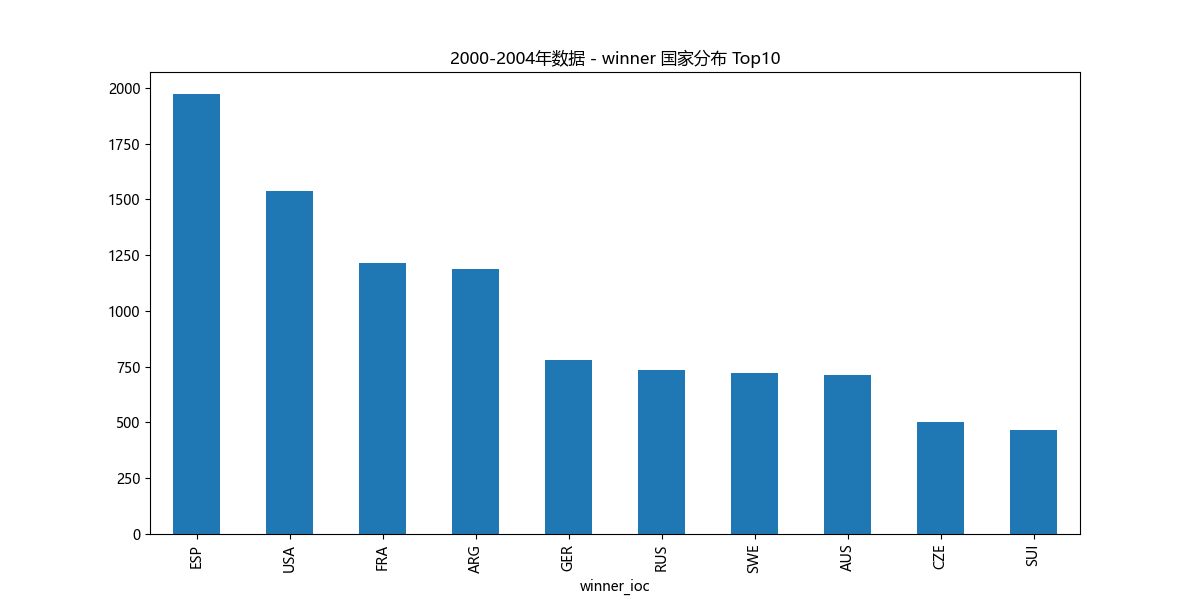 2000-2004年数据 - winner 国家分布 Top10
2000
1750
1500
1250
1000
750
500
250
0
ESP
USA
FRA
ARG
GER
RUS
SWE
AUS
CZE
SUI
winner_ioc